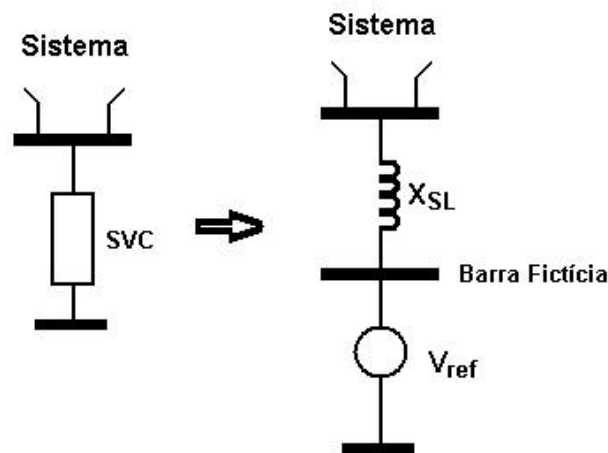 Sistema
SVC
Sistema
XSL
Barra Fictícia
Vref